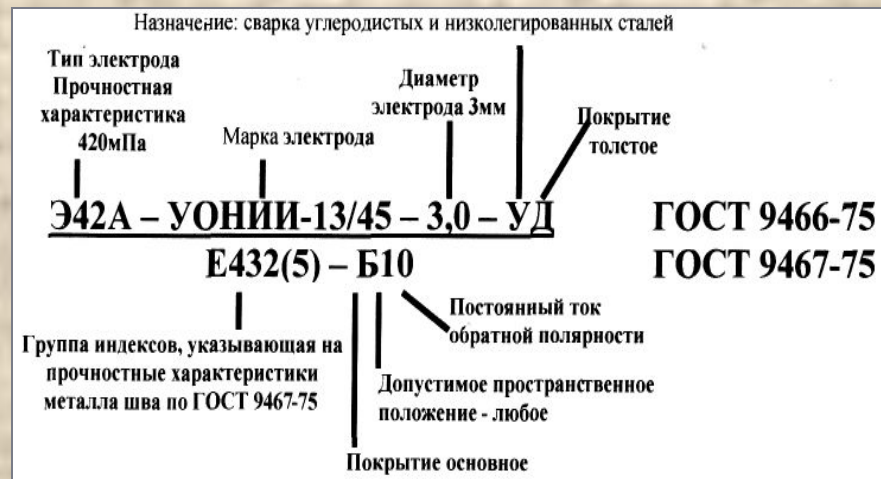 Назначение: сварка углеродистых и низколегированных сталей
Тип электрода
Прочностная
характеристика
420мПа
Марка электрода
Диаметр
электрода 3мм
Покрытие
толстое
Э42А – УОНИИ-13/45 – 3,0 – УД
ГОСТ 9466-75
Е432(5) – Б10
ГОСТ 9467-75
Группа индексов, указывающая на
прочностные характеристики
металла шва по ГОСТ 9467-75
Постоянный ток
обратной полярности
Допустимое пространственное
положение - любое
Покрытие основное